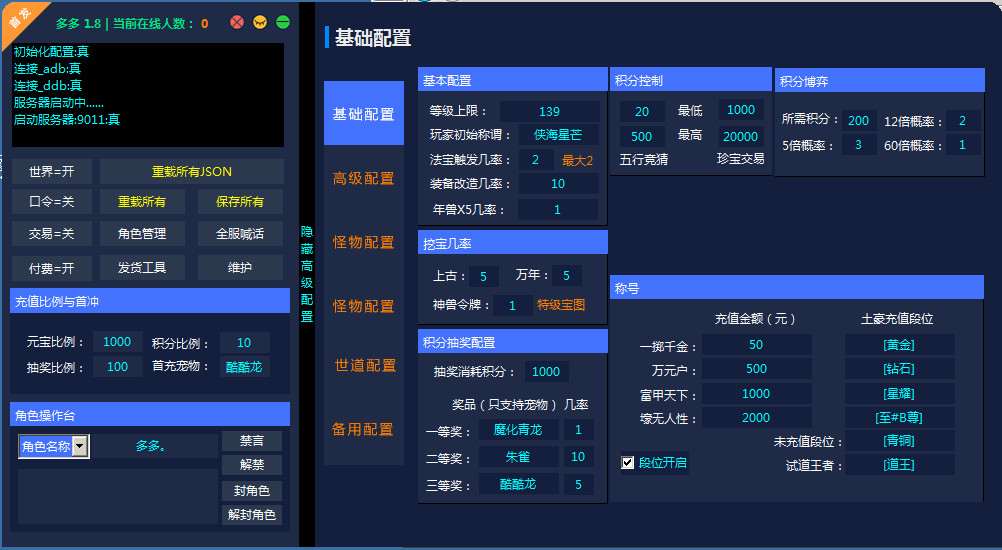 首发
多多 1.8 | 当前在线人数： 0
初始化配置:真
连接_adb:真
连接_ddb:真
服务器启动中......
启动服务器:9011:真
世界=开 重载所有JSON
口令=关 重载所有 保存所有
交易=关 角色管理 全服喊话
付费=开 发货工具 维护
充值比例与首冲
元宝比例： 1000 积分比例： 10
抽奖比例： 100 首充宠物： 酷酷龙
角色操作台
角色名称 多多。 禁言
解禁
封角色
解封角色
隐藏高级配置
基础配置
基础配置
高级配置
怪物配置
怪物配置
世道配置
备用配置
基本配置
等级上限： 139
玩家初始称谓： 侠海星芒
法宝触发几率： 2 最大2
装备改造几率： 10
年兽X5几率： 1
挖宝几率
上古： 5 万年： 5
神兽令牌： 1 特级宝图
积分抽奖配置
抽奖消耗积分： 1000
奖品（只支持宠物） 几率
一等奖： 魔化青龙 1
二等奖： 朱雀 10
三等奖： 酷酷龙 5
积分控制
20 最低 1000
500 最高 20000
五行竞猜 珍宝交易
积分博弈
所需积分： 200 12倍概率： 2
5倍概率： 3 60倍概率： 1
称号
充值金额（元） 土豪充值段位
一掷千金： 50 [黄金]
万元户： 500 [钻石]
富甲天下： 1000 [星耀]
壕无人性： 2000 [至#B尊]
未充值段位： [青铜]
段位开启 试道王者： [道王]